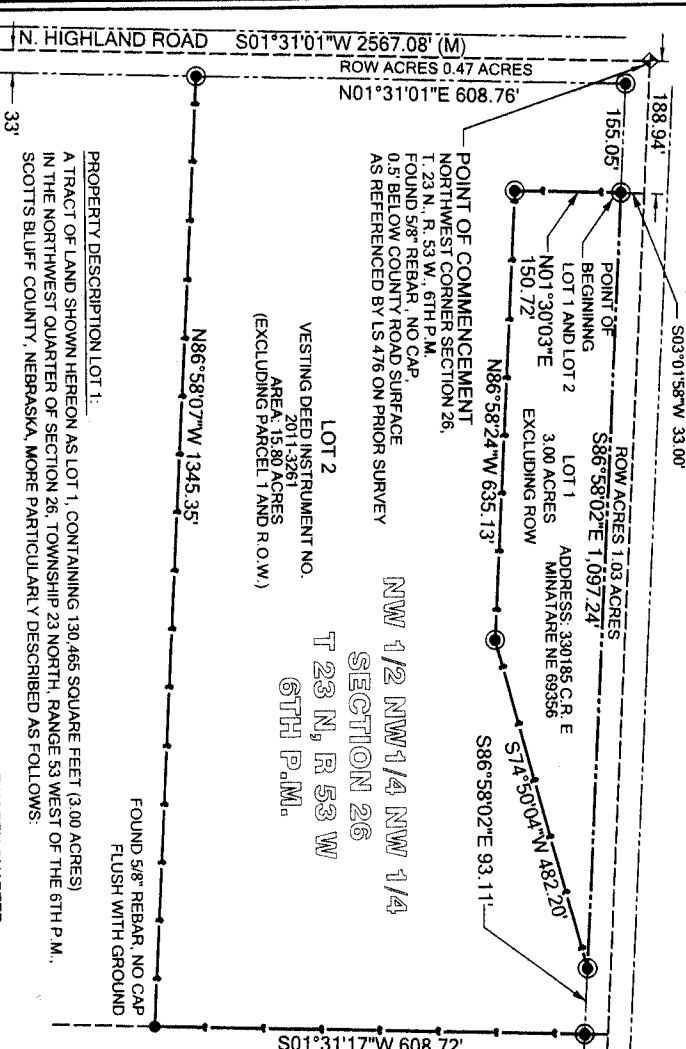 N. HIGHLAND ROAD S01°31'01"W 2567.08' (M)
ROW ACRES 0.47 ACRES
N01°31'01"E 608.76'
33'
188.94'
155.05'
S03°01'58"W 33.00'
POINT OF COMMENCEMENT
NORTHWEST CORNER SECTION 26,
T. 23 N., R. 53 W., 6TH P.M.
FOUND 5/8" REBAR , NO CAP,
0.5' BELOW COUNTY ROAD SURFACE
AS REFERENCED BY LS 476 ON PRIOR SURVEY
POINT OF
BEGINING
LOT 1 AND LOT 2
N01°30'03"E
150.72'
ROW ACRES 1.03 ACRES
S86°58'02"E 1,097.24'
LOT 1
3.00 ACRES
EXCLUDING ROW
ADDRESS: 330185 C.R. E
MINATARE NE 69356
N86°58'24"W 635.13'
S74°50'04"W 482.20'
S86°58'02"E 93.11'
NW 1/2 NW1/4 NW 1/4
SECTION 26
T 23 N, R 53 W
6TH P.M.
LOT 2
VESTING DEED INSTRUMENT NO.
2011-3261
AREA: 15.80 ACRES
(EXCLUDING PARCEL 1 AND R.O.W.)
N86°58'07"W 1345.35'
FOUND 5/8" REBAR, NO CAP
FLUSH WITH GROUND
S01°31'17"W 608.72'
PROPERTY DESCRIPTION LOT 1:
A TRACT OF LAND SHOWN HEREON AS LOT 1, CONTAINING 130,465 SQUARE FEET (3.00 ACRES)
IN THE NORTHWEST QUARTER OF SECTION 26, TOWNSHIP 23 NORTH, RANGE 53 WEST OF THE 6TH P.M.,
SCOTTS BLUFF COUNTY, NEBRASKA, MORE PARTICULARLY DESCRIBED AS FOLLOWS: